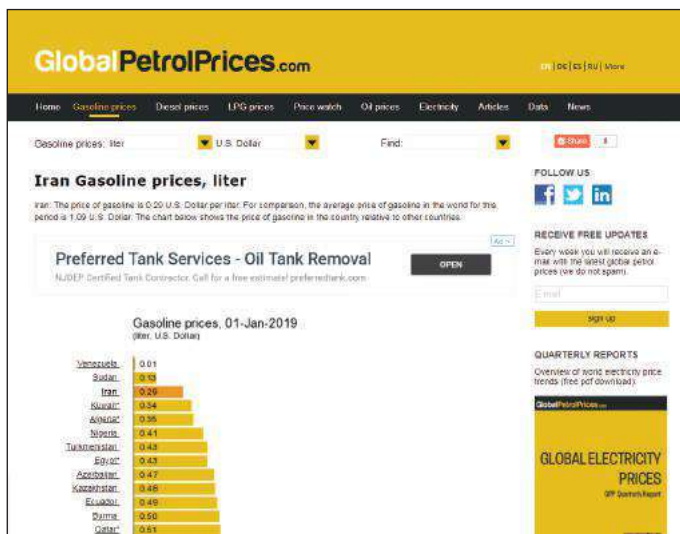 GlobalPetrolPrices.com
EN | DE | ES | RU | More
Home Gasoline prices Diesel prices LPG prices Price watch Oil prices Electricity Articles Data News
Gasoline prices: liter U.S. Dollar Find:
Share
Iran Gasoline prices, liter
Iran: The price of gasoline is 0.29 U.S. Dollar per liter. For comparison, the average price of gasoline in the world for this
period is 1.09 U.S. Dollar. The chart below shows the price of gasoline in the country relative to other countries.
FOLLOW US
Ad
Preferred Tank Services - Oil Tank Removal
NJDEP Certified Tank Contractor. Call for a free estimate! preferredtank.com
OPEN
RECEIVE FREE UPDATES
Every week you will receive an e-
mail with the latest global petrol
prices (we do not spam).
Email
sign up
Gasoline prices, 01-Jan-2019
(liter, U.S. Dollar)
Venezuela 0.01
Sudan 0.13
Iran 0.29
Kuwait* 0.34
Algeria* 0.35
Nigeria 0.41
Turkmenistan 0.43
Egypt* 0.43
Azerbaijan 0.47
Kazakhstan 0.48
Ecuador 0.49
Burma 0.50
Qatar* 0.51
QUARTERLY REPORTS
Overview of world electricity price
trends (free pdf download):
GlobalPetrolPrices.com
GLOBAL ELECTRICITY
PRICES
GPP Quarterly Report